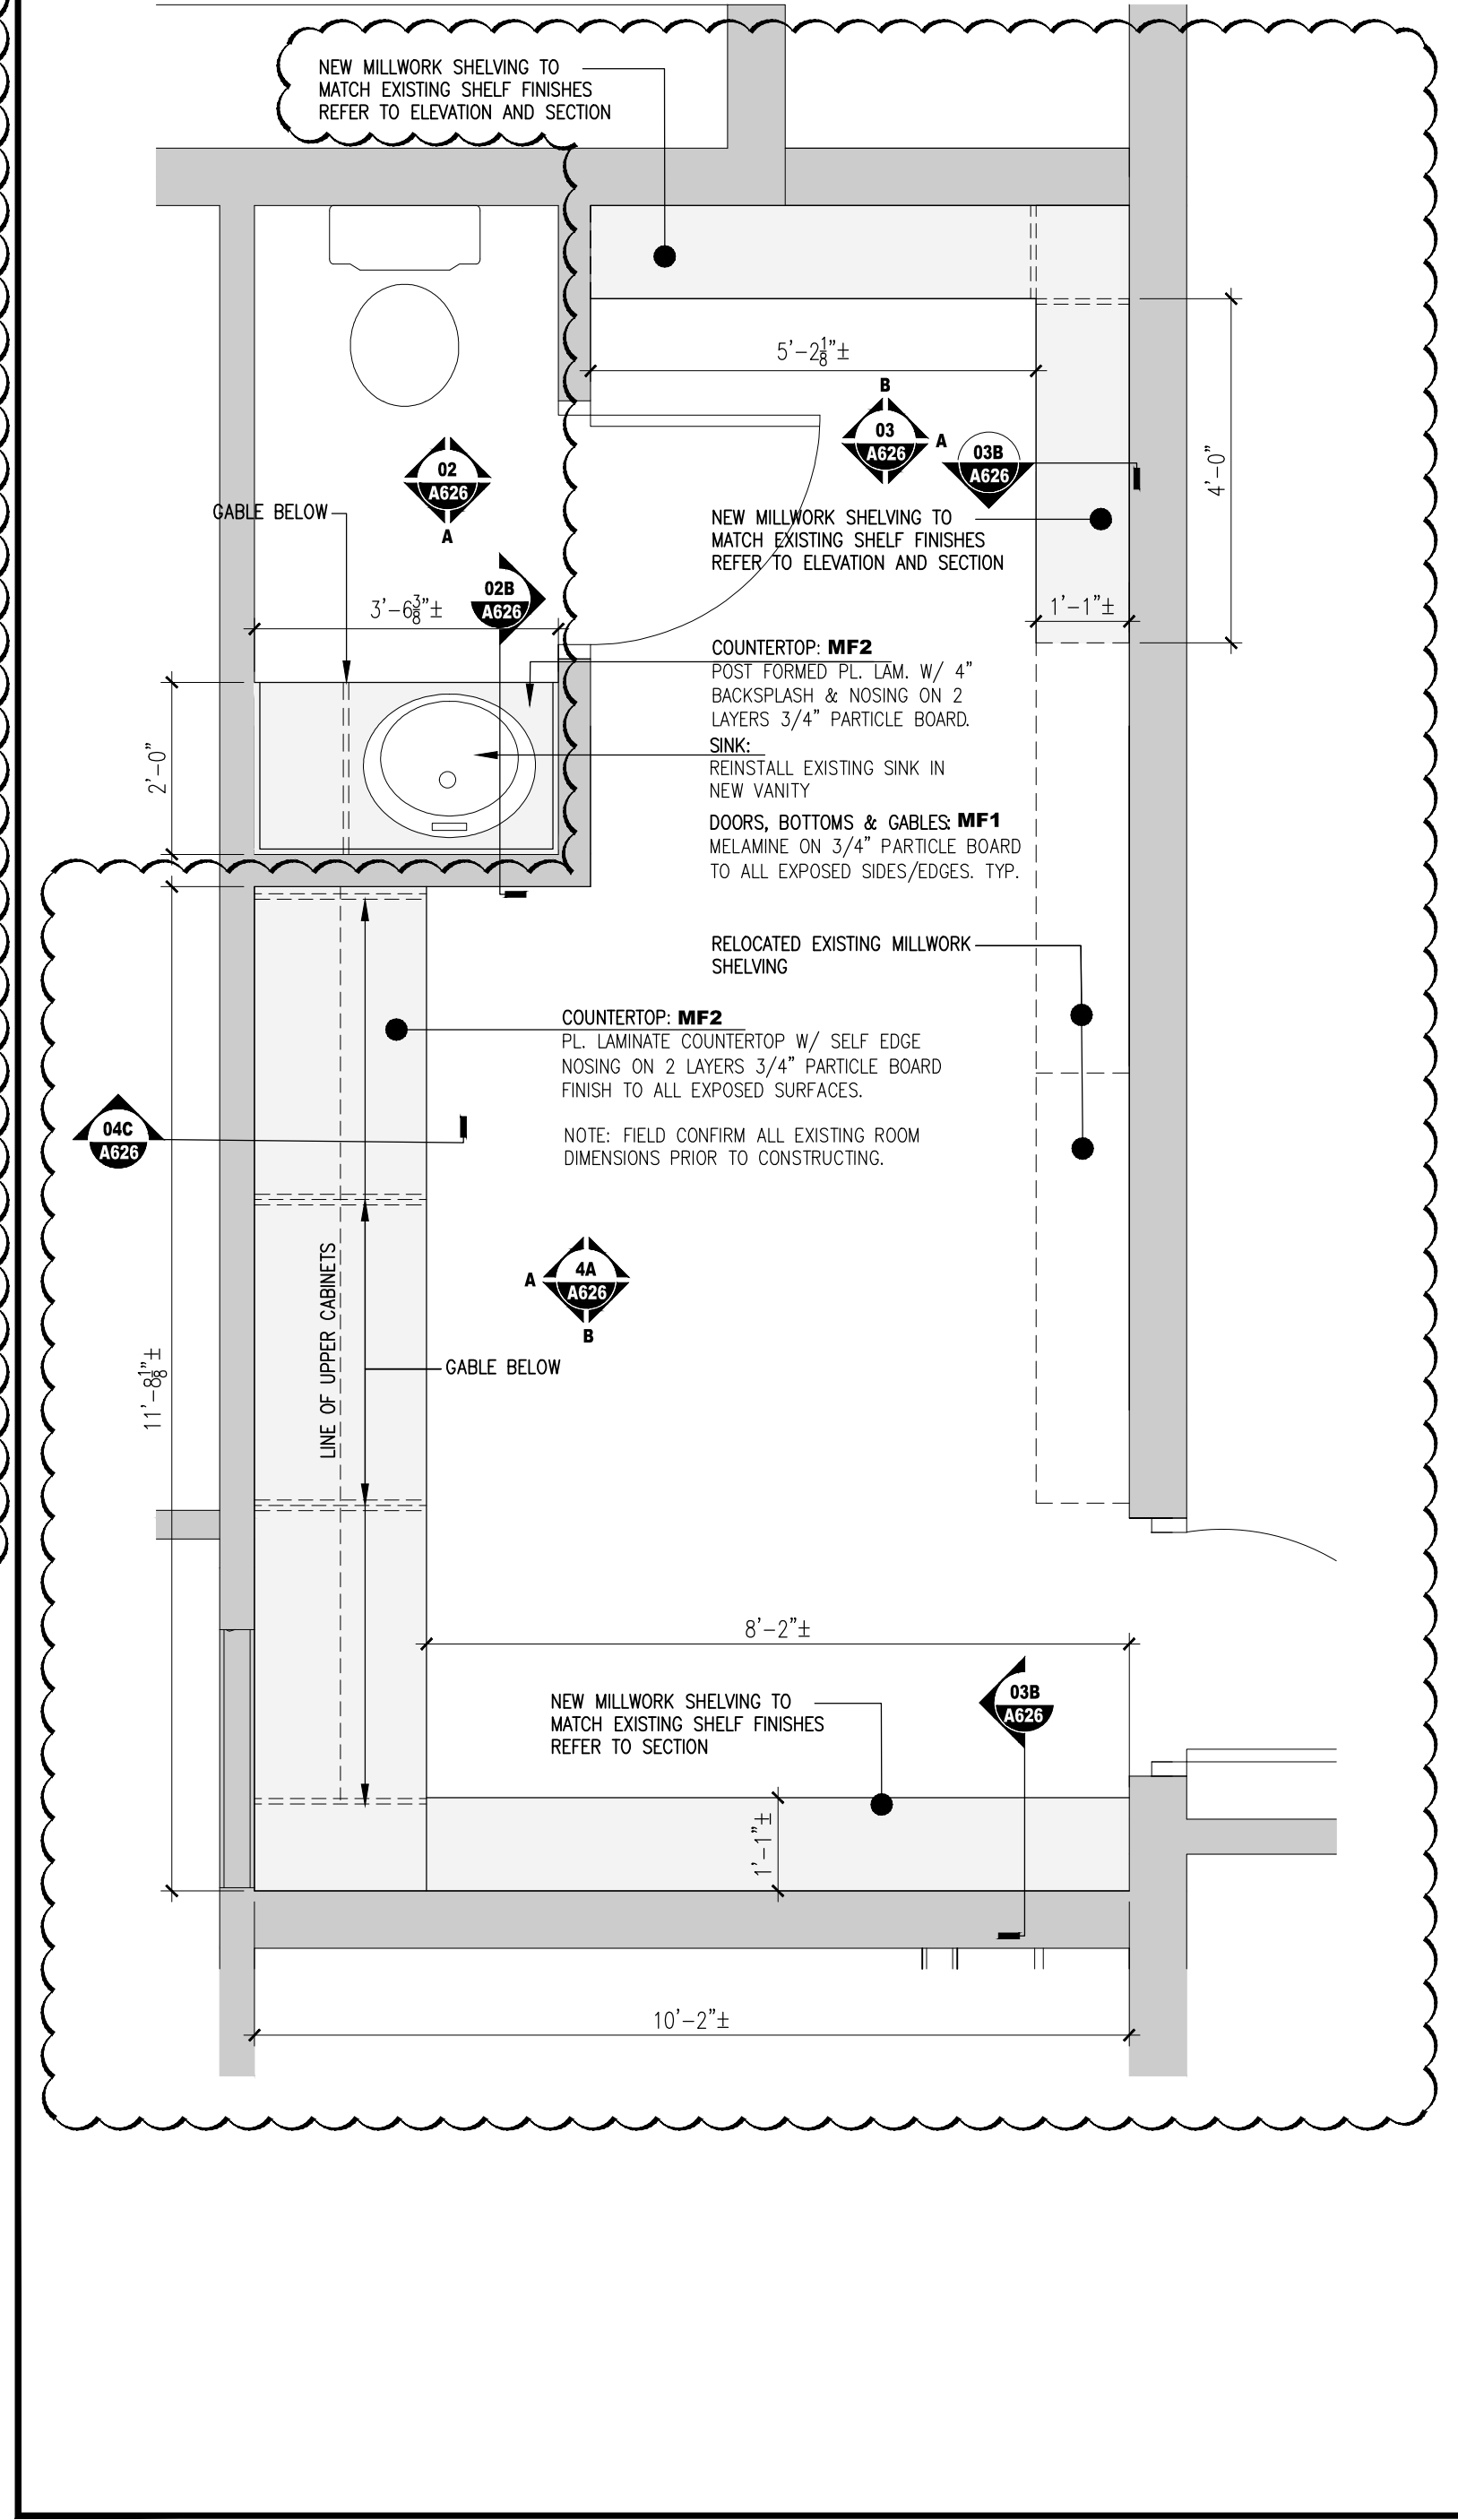 NEW MILLWORK SHELVING TO
MATCH EXISTING SHELF FINISHES
REFER TO ELEVATION AND SECTION
5'-2 1/8"±
B
03
A626
A
03B
A626
4'-0"
02
A626
A
GABLE BELOW
NEW MILLWORK SHELVING TO
MATCH EXISTING SHELF FINISHES
REFER TO ELEVATION AND SECTION
02B
A626
3'-6 3/8"±
1'-1"±
COUNTERTOP: MF2
POST FORMED PL. LAM. W/ 4"
BACKSPLASH & NOSING ON 2
LAYERS 3/4" PARTICLE BOARD.
SINK:
REINSTALL EXISTING SINK IN
NEW VANITY
2'-0"
DOORS, BOTTOMS & GABLES: MF1
MELAMINE ON 3/4" PARTICLE BOARD
TO ALL EXPOSED SIDES/EDGES. TYP.
RELOCATED EXISTING MILLWORK
SHELVING
COUNTERTOP: MF2
PL. LAMINATE COUNTERTOP W/ SELF EDGE
NOSING ON 2 LAYERS 3/4" PARTICLE BOARD
FINISH TO ALL EXPOSED SURFACES.
04C
A626
NOTE: FIELD CONFIRM ALL EXISTING ROOM
DIMENSIONS PRIOR TO CONSTRUCTING.
A
4A
A626
B
LINE OF UPPER CABINETS
GABLE BELOW
11'-8 1/8"±
8'-2"±
NEW MILLWORK SHELVING TO
MATCH EXISTING SHELF FINISHES
REFER TO SECTION
03B
A626
1'-1"±
10'-2"±